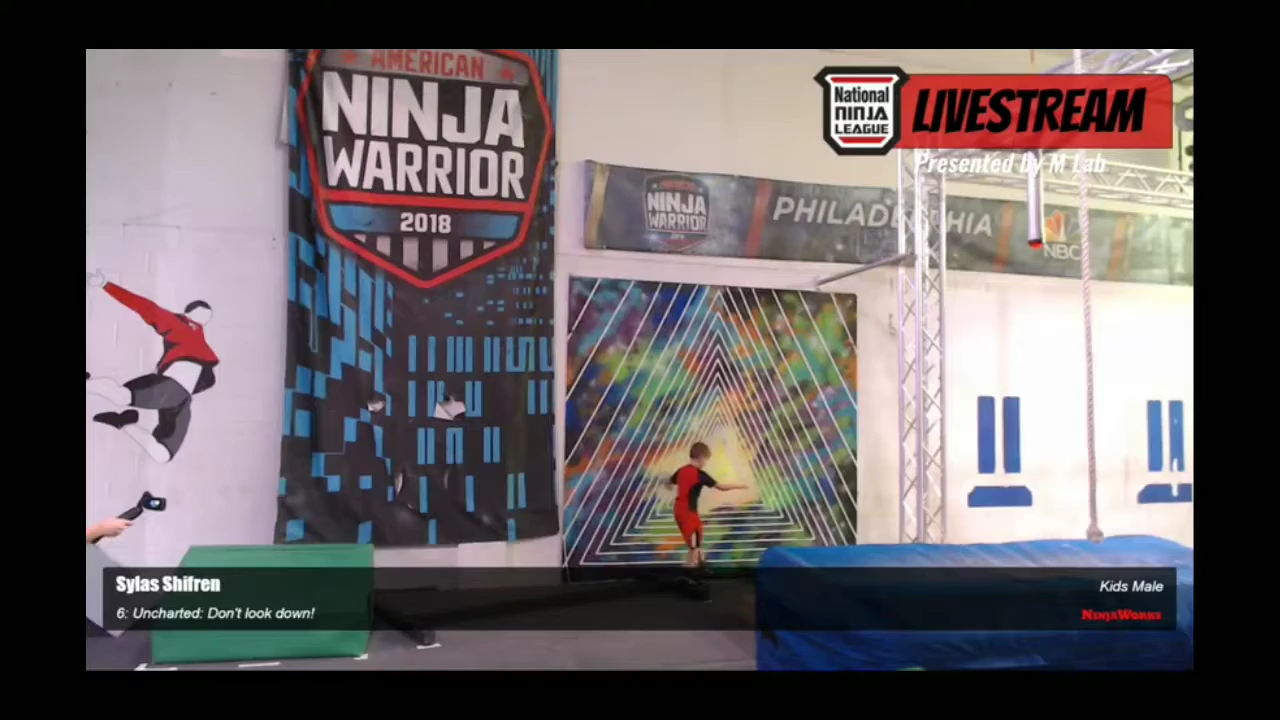 AMERICAN
NINJA
WARRIOR
2018
National
NINJA
LEAGUE
LIVESTREAM
Presented by M Lab
NINJA
WARRIOR
PHILADELPHIA
NBC
Sylas Shifren
6: Uncharted: Don't look down!
Kids Male
NINJAWORKS